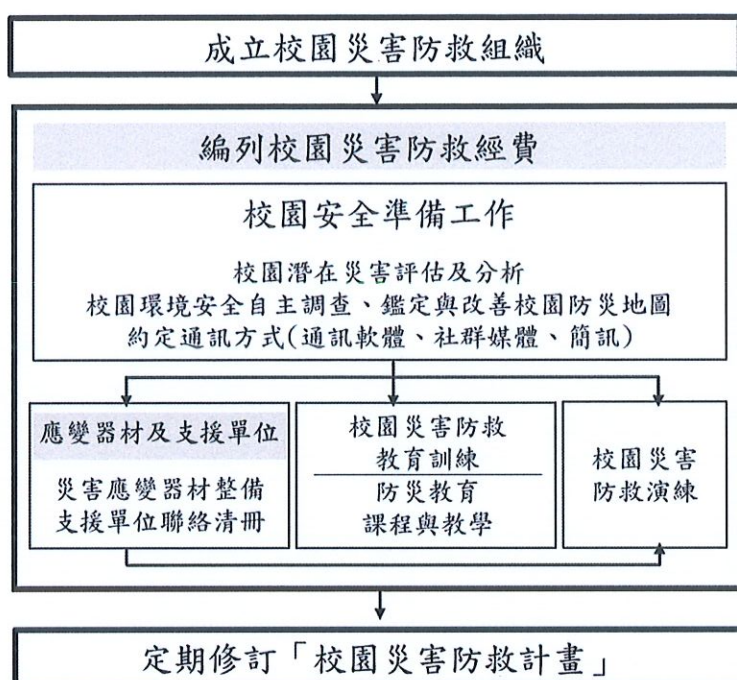 成立校園災害防救組織
編列校園災害防救經費
校園安全準備工作
校園潛在災害評估及分析
校園環境安全自主調查、鑑定與改善校園防災地圖
約定通訊方式(通訊軟體、社群媒體、簡訊)
應變器材及支援單位
災害應變器材整備
支援單位聯絡清冊
校園災害防救
教育訓練
防災教育
課程與教學
校園災害
防救演練
定期修訂「校園災害防救計畫」